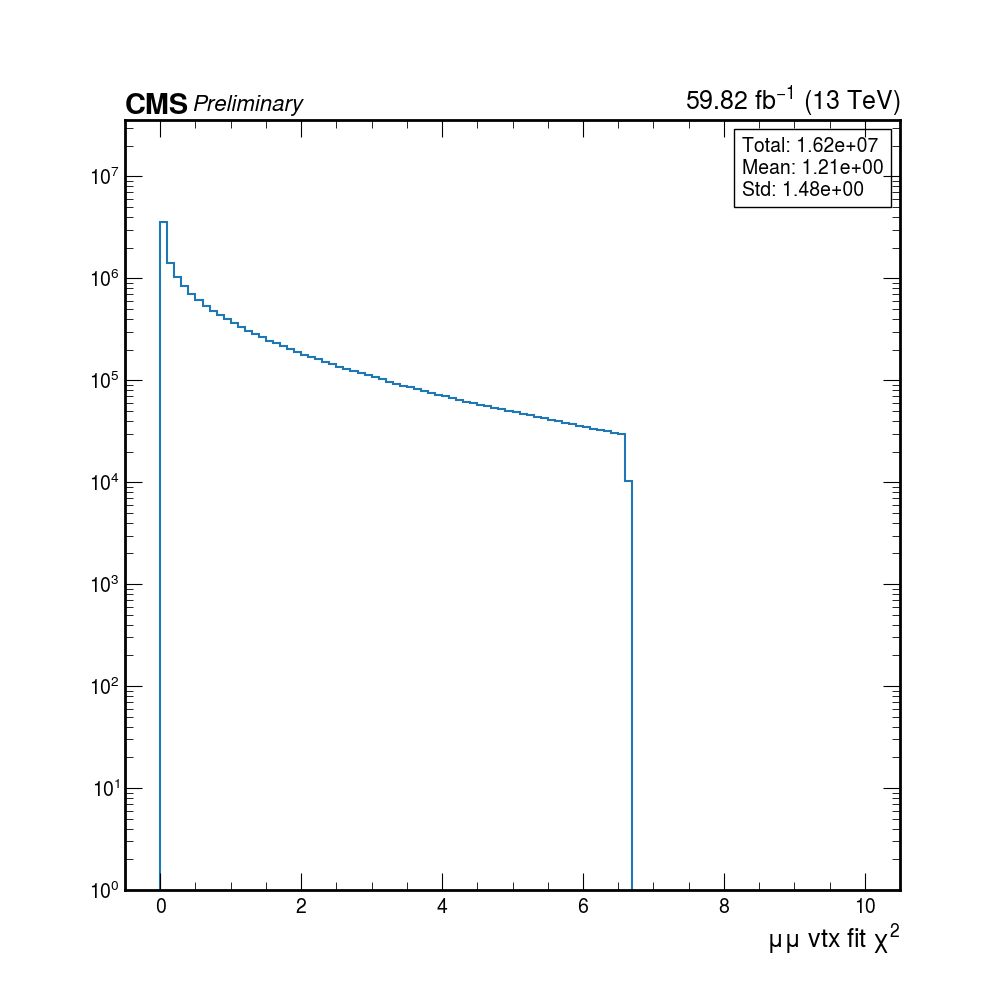 CMS Preliminary 59.82 fb⁻¹ (13 TeV)
Total: 1.62e+07
Mean: 1.21e+00
Std: 1.48e+00
10⁷
10⁶
10⁵
10⁴
10³
10²
10¹
10⁰
0 2 4 6 8 10
μμ vtx fit χ²